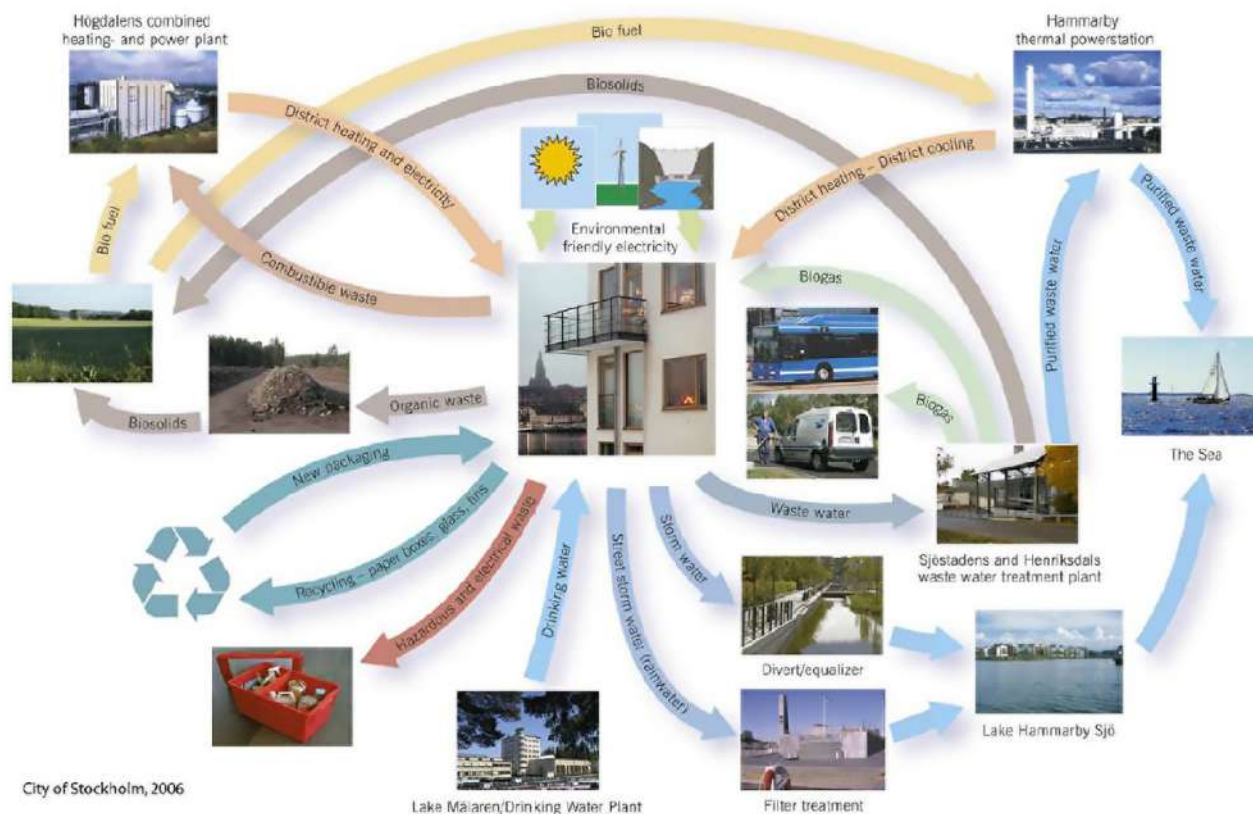 Högdalens combined
heating- and power plant
Bio fuel
Hammarby
thermal powerstation
Biosolids
District heating and electricity
District heating – District cooling
Purified waste water
Bio fuel
Environmental
friendly electricity
Combustible waste
Biogas
Purified waste water
Organic waste
Biosolids
Biogas
The Sea
New packaging
Recycling – paper boxes, glass, tins
Hazardous and electrical waste
Drinking water
Street storm water (rainwater)
Storm water
Waste water
Sjöstadens and Henriksdals
waste water treatment plant
Divert/equalizer
Lake Hammarby Sjö
City of Stockholm, 2006
Lake Mälaren/Drinking Water Plant
Filter treatment